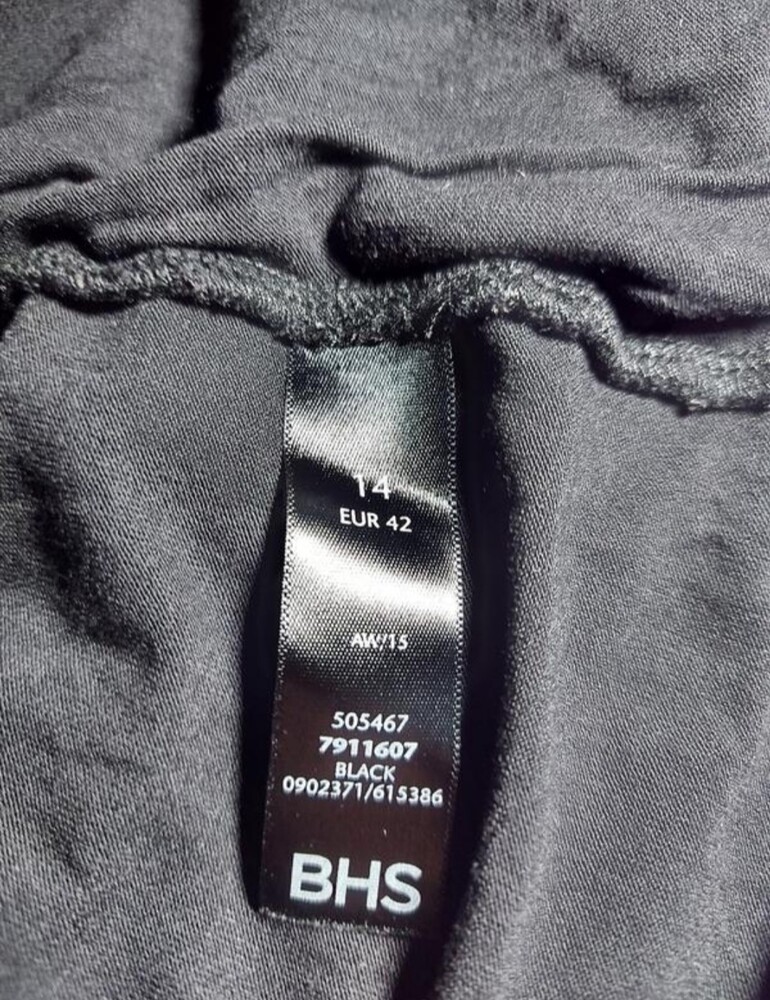 14
EUR 42
AW/15
505467
7911607
BLACK
0902371/615386
BHS